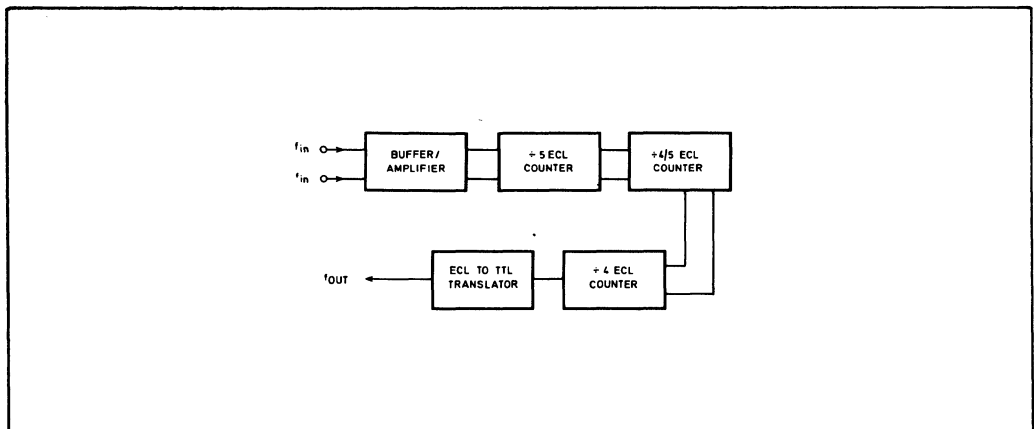 fin
fin
BUFFER/
AMPLIFIER
÷ 5 ECL
COUNTER
÷4/5 ECL
COUNTER
fOUT
ECL TO TTL
TRANSLATOR
÷ 4 ECL
COUNTER